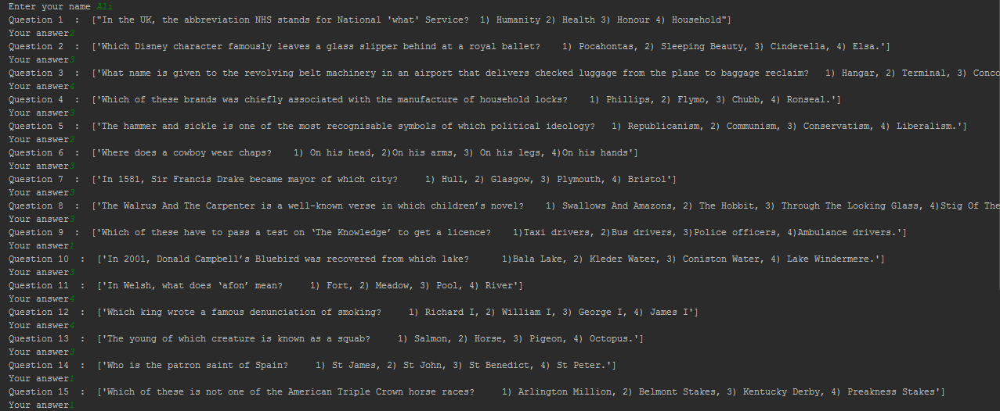 Enter your name Ali
Question 1  :  ["In the UK, the abbreviation NHS stands for National 'what' Service?  1) Humanity 2) Health 3) Honour 4) Household"]
Your answer2
Question 2  :  ['Which Disney character famously leaves a glass slipper behind at a royal ballet?    1) Pocahontas, 2) Sleeping Beauty, 3) Cinderella, 4) Elsa.']
Your answer3
Question 3  :  ['What name is given to the revolving belt machinery in an airport that delivers checked luggage from the plane to baggage reclaim?   1) Hangar, 2) Terminal, 3) Conco
Your answer4
Question 4  :  ['Which of these brands was chiefly associated with the manufacture of household locks?    1) Phillips, 2) Flymo, 3) Chubb, 4) Ronseal.']
Your answer3
Question 5  :  ['The hammer and sickle is one of the most recognisable symbols of which political ideology?   1) Republicanism, 2) Communism, 3) Conservatism, 4) Liberalism.']
Your answer2
Question 6  :  ['Where does a cowboy wear chaps?    1) On his head, 2)On his arms, 3) On his legs, 4)On his hands']
Your answer3
Question 7  :  ['In 1581, Sir Francis Drake became mayor of which city?     1) Hull, 2) Glasgow, 3) Plymouth, 4) Bristol']
Your answer3
Question 8  :  ['The Walrus And The Carpenter is a well-known verse in which children’s novel?    1) Swallows And Amazons, 2) The Hobbit, 3) Through The Looking Glass, 4)Stig Of The
Your answer3
Question 9  :  ['Which of these have to pass a test on ‘The Knowledge’ to get a licence?    1)Taxi drivers, 2)Bus drivers, 3)Police officers, 4)Ambulance drivers.']
Your answer1
Question 10  :  ['In 2001, Donald Campbell’s Bluebird was recovered from which lake?      1)Bala Lake, 2) Kleder Water, 3) Coniston Water, 4) Lake Windermere.']
Your answer3
Question 11  :  ['In Welsh, what does ‘afon’ mean?     1) Fort, 2) Meadow, 3) Pool, 4) River']
Your answer4
Question 12  :  ['Which king wrote a famous denunciation of smoking?     1) Richard I, 2) William I, 3) George I, 4) James I']
Your answer4
Question 13  :  ['The young of which creature is known as a squab?     1) Salmon, 2) Horse, 3) Pigeon, 4) Octopus.']
Your answer3
Question 14  :  ['Who is the patron saint of Spain?     1) St James, 2) St John, 3) St Benedict, 4) St Peter.']
Your answer1
Question 15  :  ['Which of these is not one of the American Triple Crown horse races?     1) Arlington Million, 2) Belmont Stakes, 3) Kentucky Derby, 4) Preakness Stakes']
Your answer1